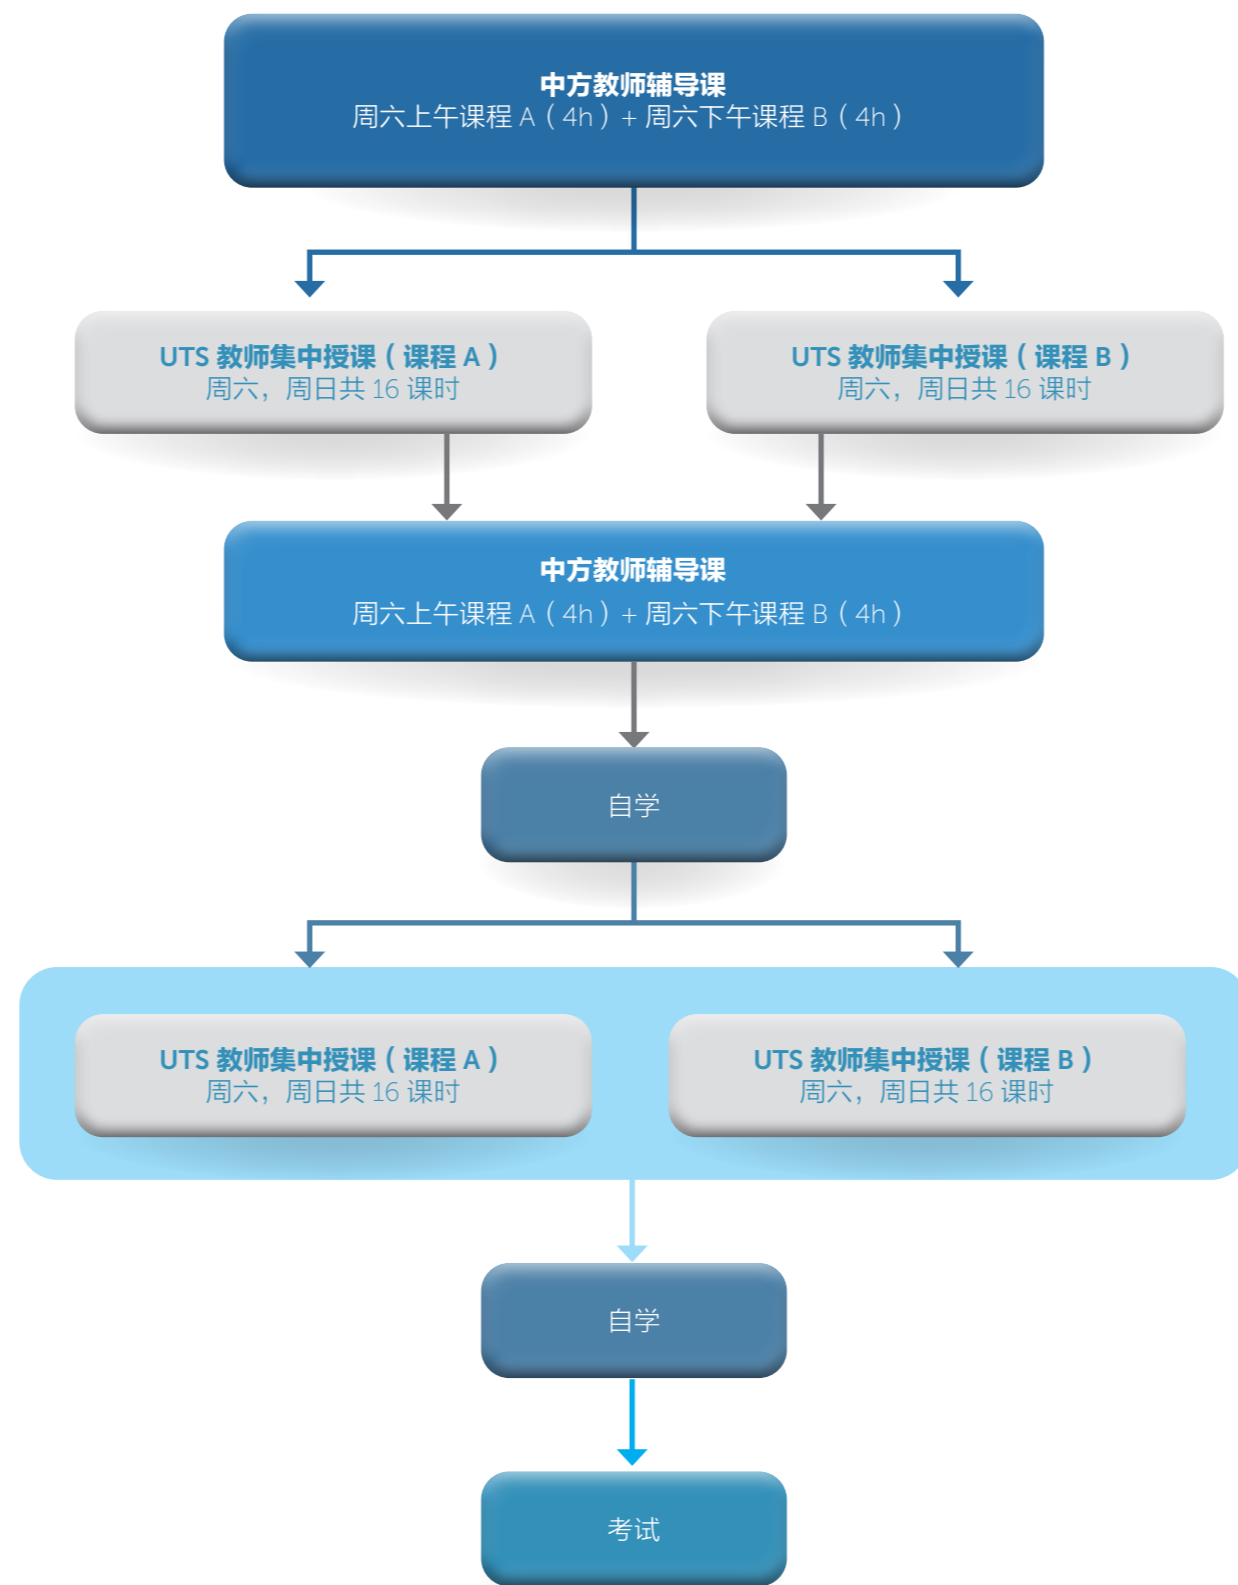 中方教师辅导课
周六上午课程 A（4h）+ 周六下午课程 B（4h）
UTS 教师集中授课（课程 A）
周六，周日共 16 课时
UTS 教师集中授课（课程 B）
周六，周日共 16 课时
中方教师辅导课
周六上午课程 A（4h）+ 周六下午课程 B（4h）
自学
UTS 教师集中授课（课程 A）
周六，周日共 16 课时
UTS 教师集中授课（课程 B）
周六，周日共 16 课时
自学
考试